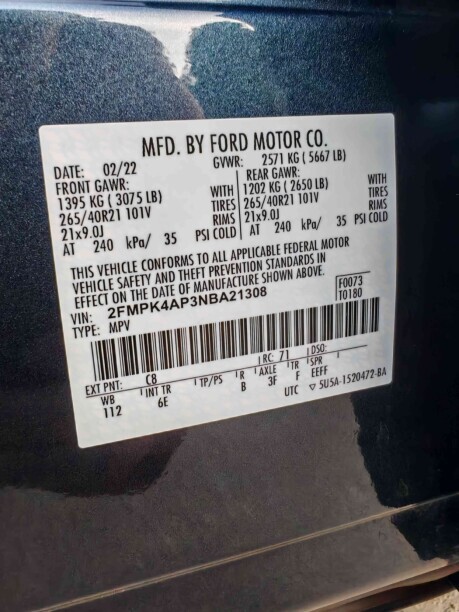 MFD. BY FORD MOTOR CO.
DATE: 02/22 GVWR: 2571 KG ( 5667 LB)
FRONT GAWR: REAR GAWR:
1395 KG ( 3075 LB) WITH 1202 KG ( 2650 LB) WITH
265/40R21 101V TIRES 265/40R21 101V TIRES
21x9.0J RIMS 21x9.0J RIMS
AT 240 kPa/ 35 PSI COLD AT 240 kPa/ 35 PSI COLD
THIS VEHICLE CONFORMS TO ALL APPLICABLE FEDERAL MOTOR
VEHICLE SAFETY AND THEFT PREVENTION STANDARDS IN
EFFECT ON THE DATE OF MANUFACTURE SHOWN ABOVE.
VIN: 2FMPK4AP3NBA21308 F0073
TYPE: MPV T0180
EXT PNT: C8 RC: 71 DSO:
WB INT TR TP/PS R AXLE TR SPR
112 6E B 3F F EEFF
UTC ▽ 5U5A-1520472-BA